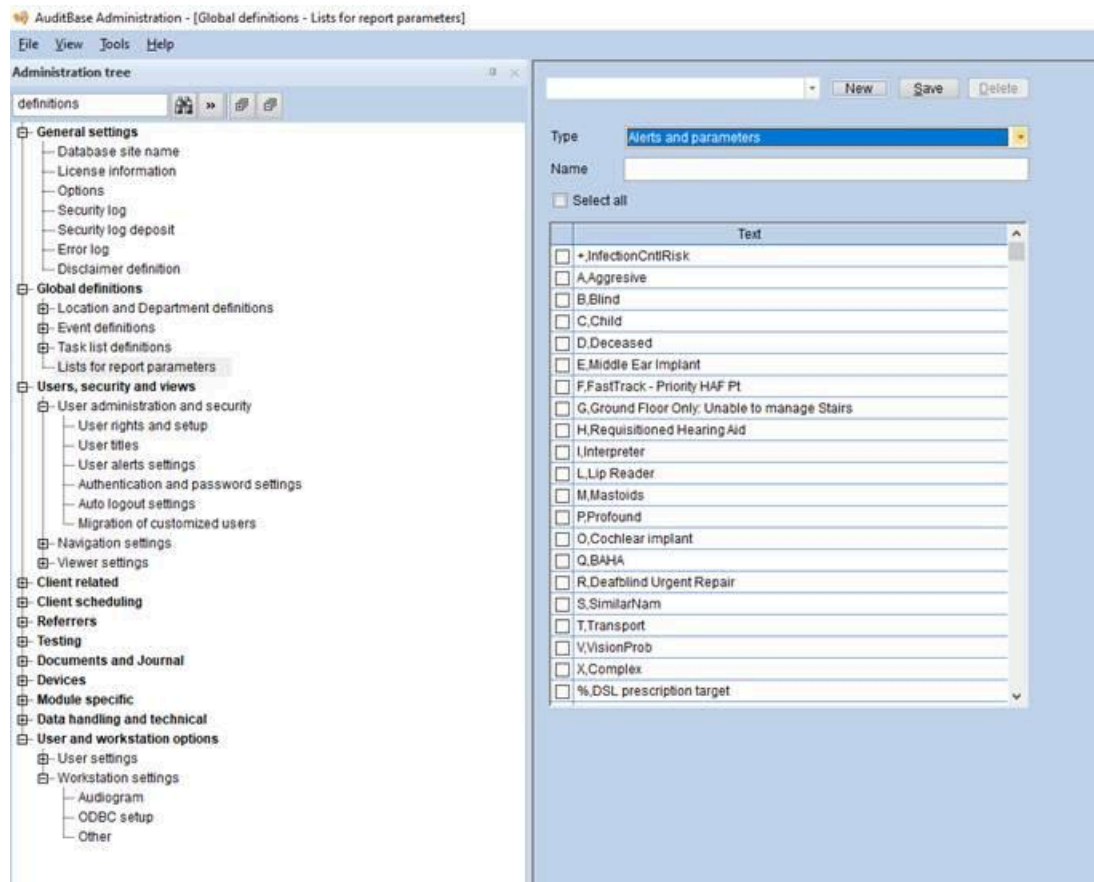 AuditBase Administration - [Global definitions - Lists for report parameters]
File View Tools Help
Administration tree
definitions
»
General settings
Database site name
License information
Options
Security log
Security log deposit
Error log
Disclaimer definition
Global definitions
Location and Department definitions
Event definitions
Task list definitions
Lists for report parameters
Users, security and views
User administration and security
User rights and setup
User titles
User alerts settings
Authentication and password settings
Auto logout settings
Migration of customized users
Navigation settings
Viewer settings
Client related
Client scheduling
Referrers
Testing
Documents and Journal
Devices
Module specific
Data handling and technical
User and workstation options
User settings
Workstation settings
Audiogram
ODBC setup
Other
New Save Delete
Type Alerts and parameters
Name
Select all
Text
+,InfectionCntlRisk
A,Aggresive
B,Blind
C,Child
D,Deceased
E,Middle Ear Implant
F,FastTrack - Priority HAF Pt
G,Ground Floor Only: Unable to manage Stairs
H,Requisitioned Hearing Aid
I,Interpreter
L,Lip Reader
M,Mastoids
P,Profound
O,Cochlear implant
Q,BAHA
R,Deafblind Urgent Repair
S,SimilarNam
T,Transport
V,VisionProb
X,Complex
%,DSL prescription target